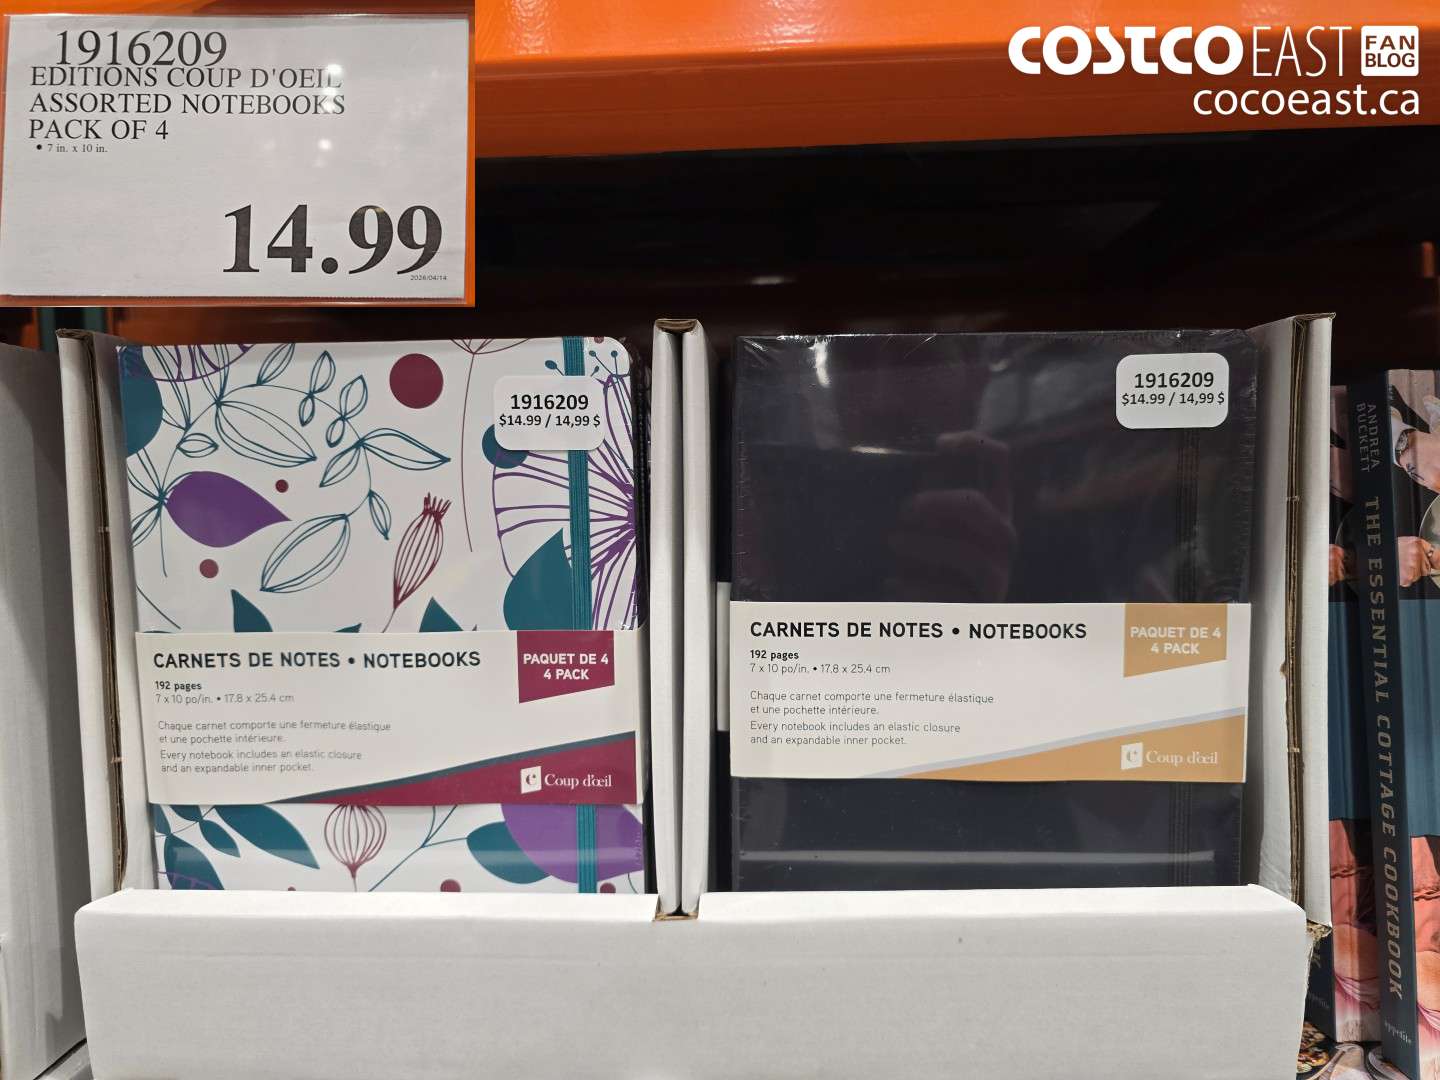 1916209
EDITIONS COUP D'OEIL
ASSORTED NOTEBOOKS
PACK OF 4
• 7 in. x 10 in.
14.99
2026/04/14
COSTCO EAST FAN BLOG
cocoeast.ca
1916209
$14.99 / 14,99 $
CARNETS DE NOTES • NOTEBOOKS
192 pages
7 x 10 po/in. • 17.8 x 25.4 cm
Chaque carnet comporte une fermeture élastique
et une pochette intérieure.
Every notebook includes an elastic closure
and an expandable inner pocket.
PAQUET DE 4
4 PACK
Coup d'œil
1916209
$14.99 / 14,99 $
CARNETS DE NOTES • NOTEBOOKS
192 pages
7 x 10 po/in. • 17.8 x 25.4 cm
Chaque carnet comporte une fermeture élastique
et une pochette intérieure.
Every notebook includes an elastic closure
and an expandable inner pocket.
PAQUET DE 4
4 PACK
Coup d'œil
ANDREA
BUCKETT
THE ESSENTIAL COTTAGE COOKBOOK
appetite